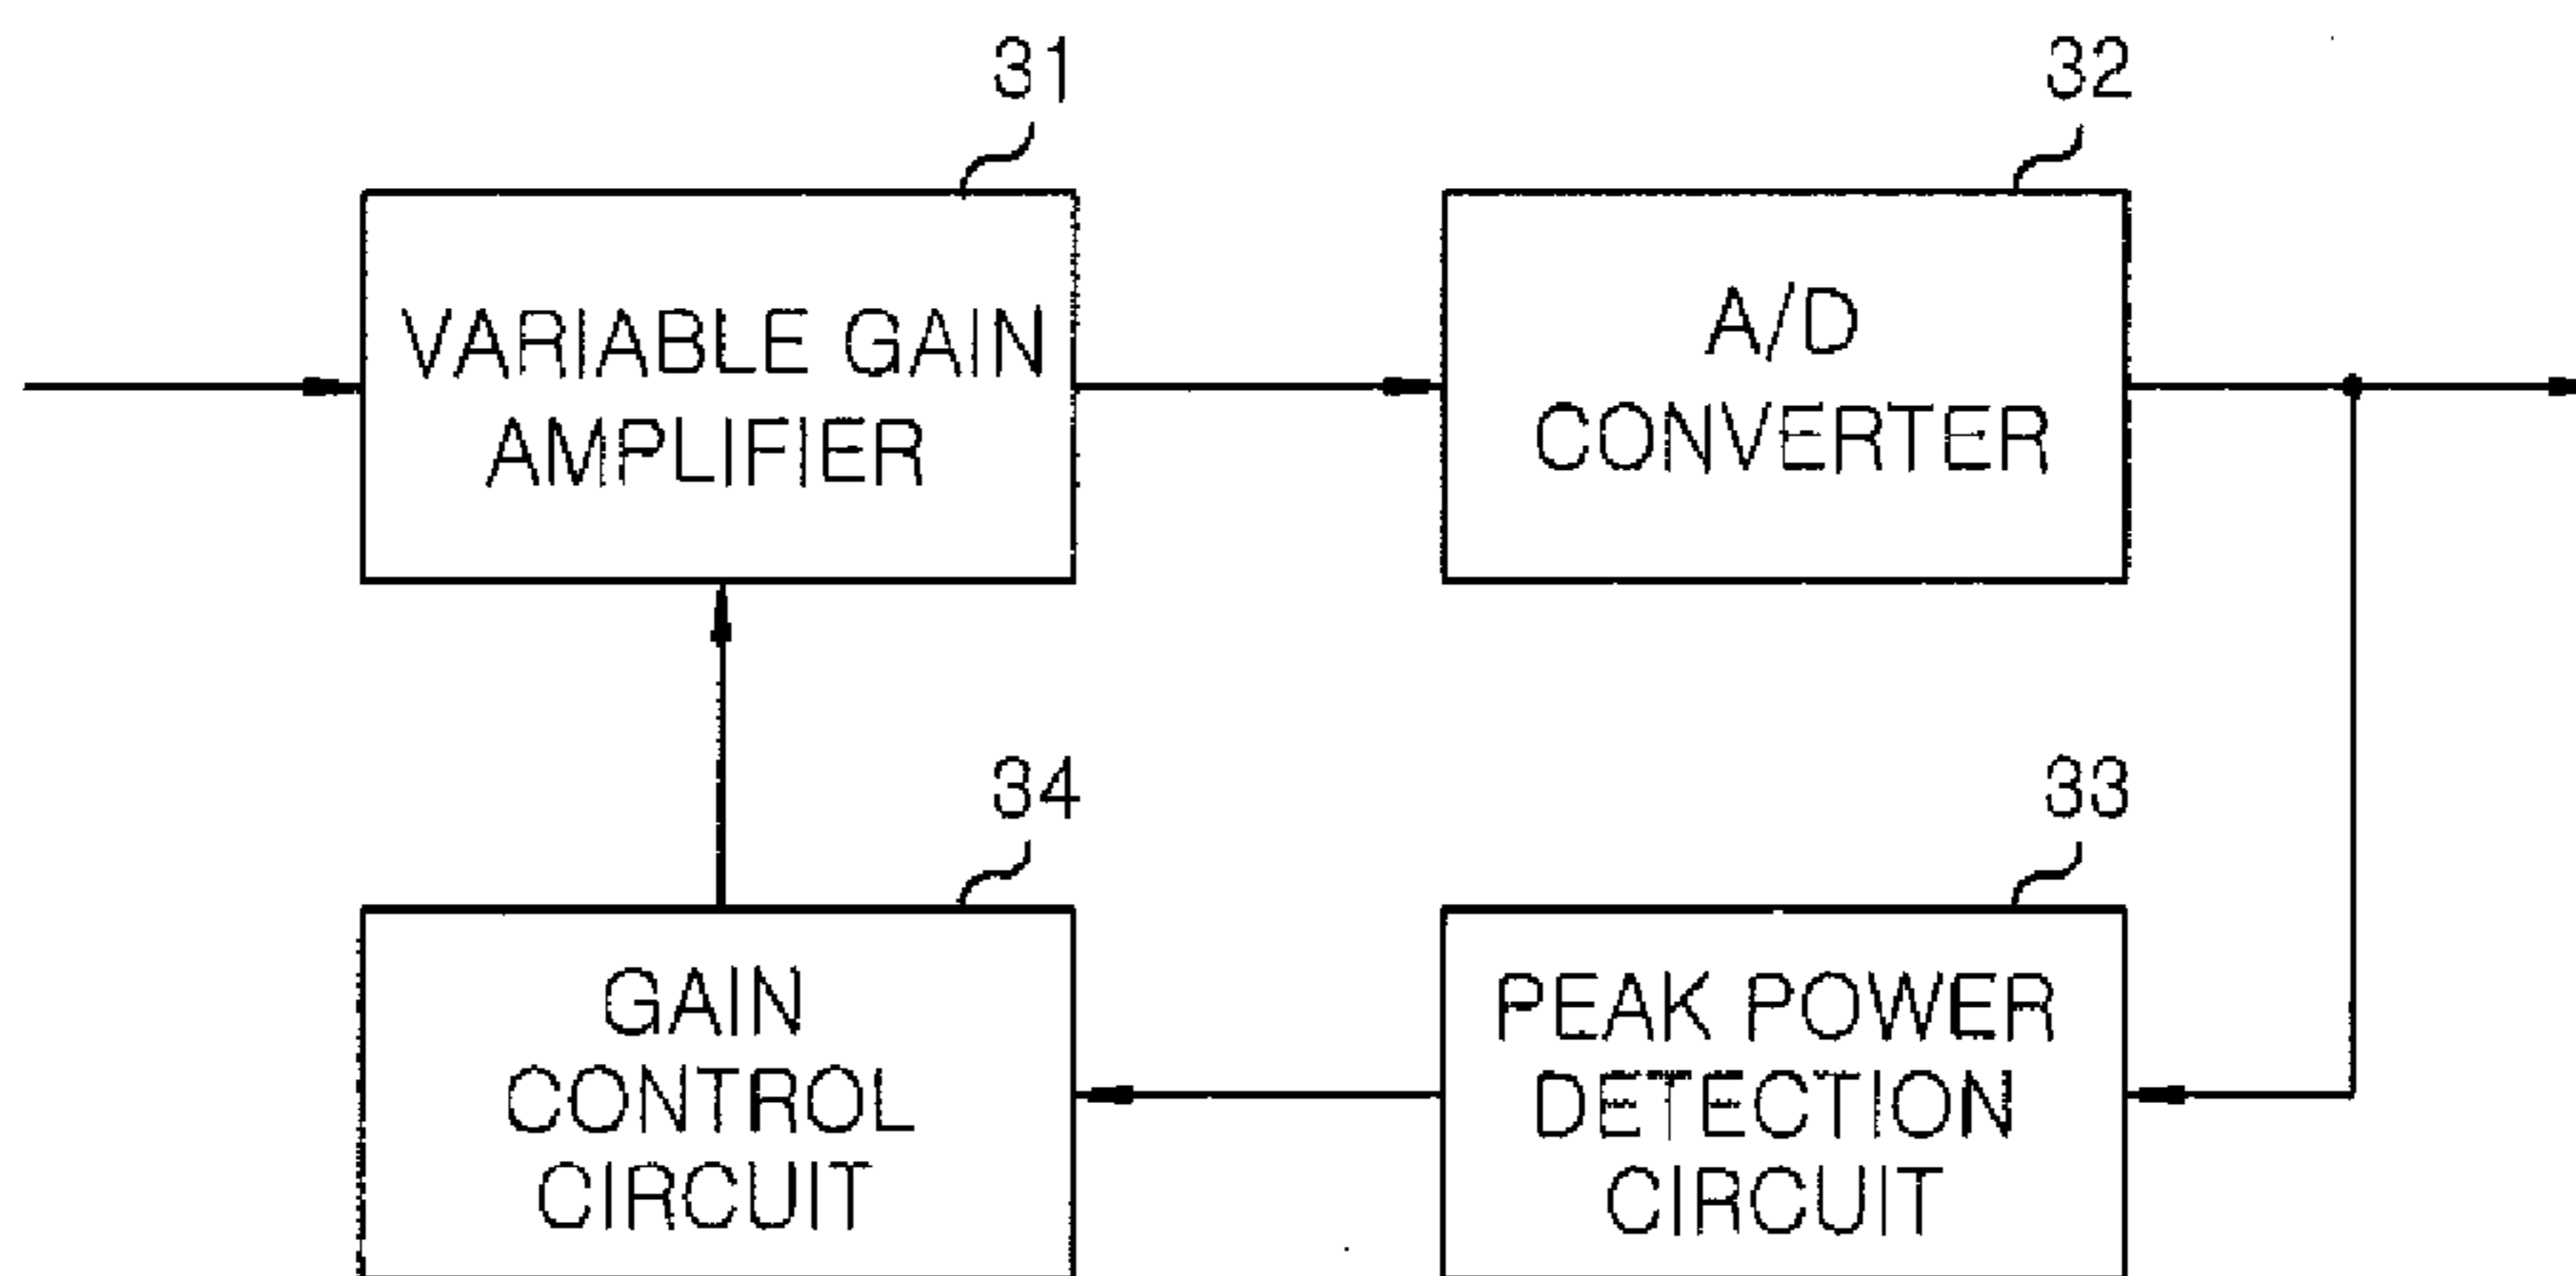 31
32
VARIABLE GAIN
AMPLIFIER
A/D
CONVERTER
34
33
GAIN
CONTROL
CIRCUIT
PEAK POWER
DETECTION
CIRCUIT